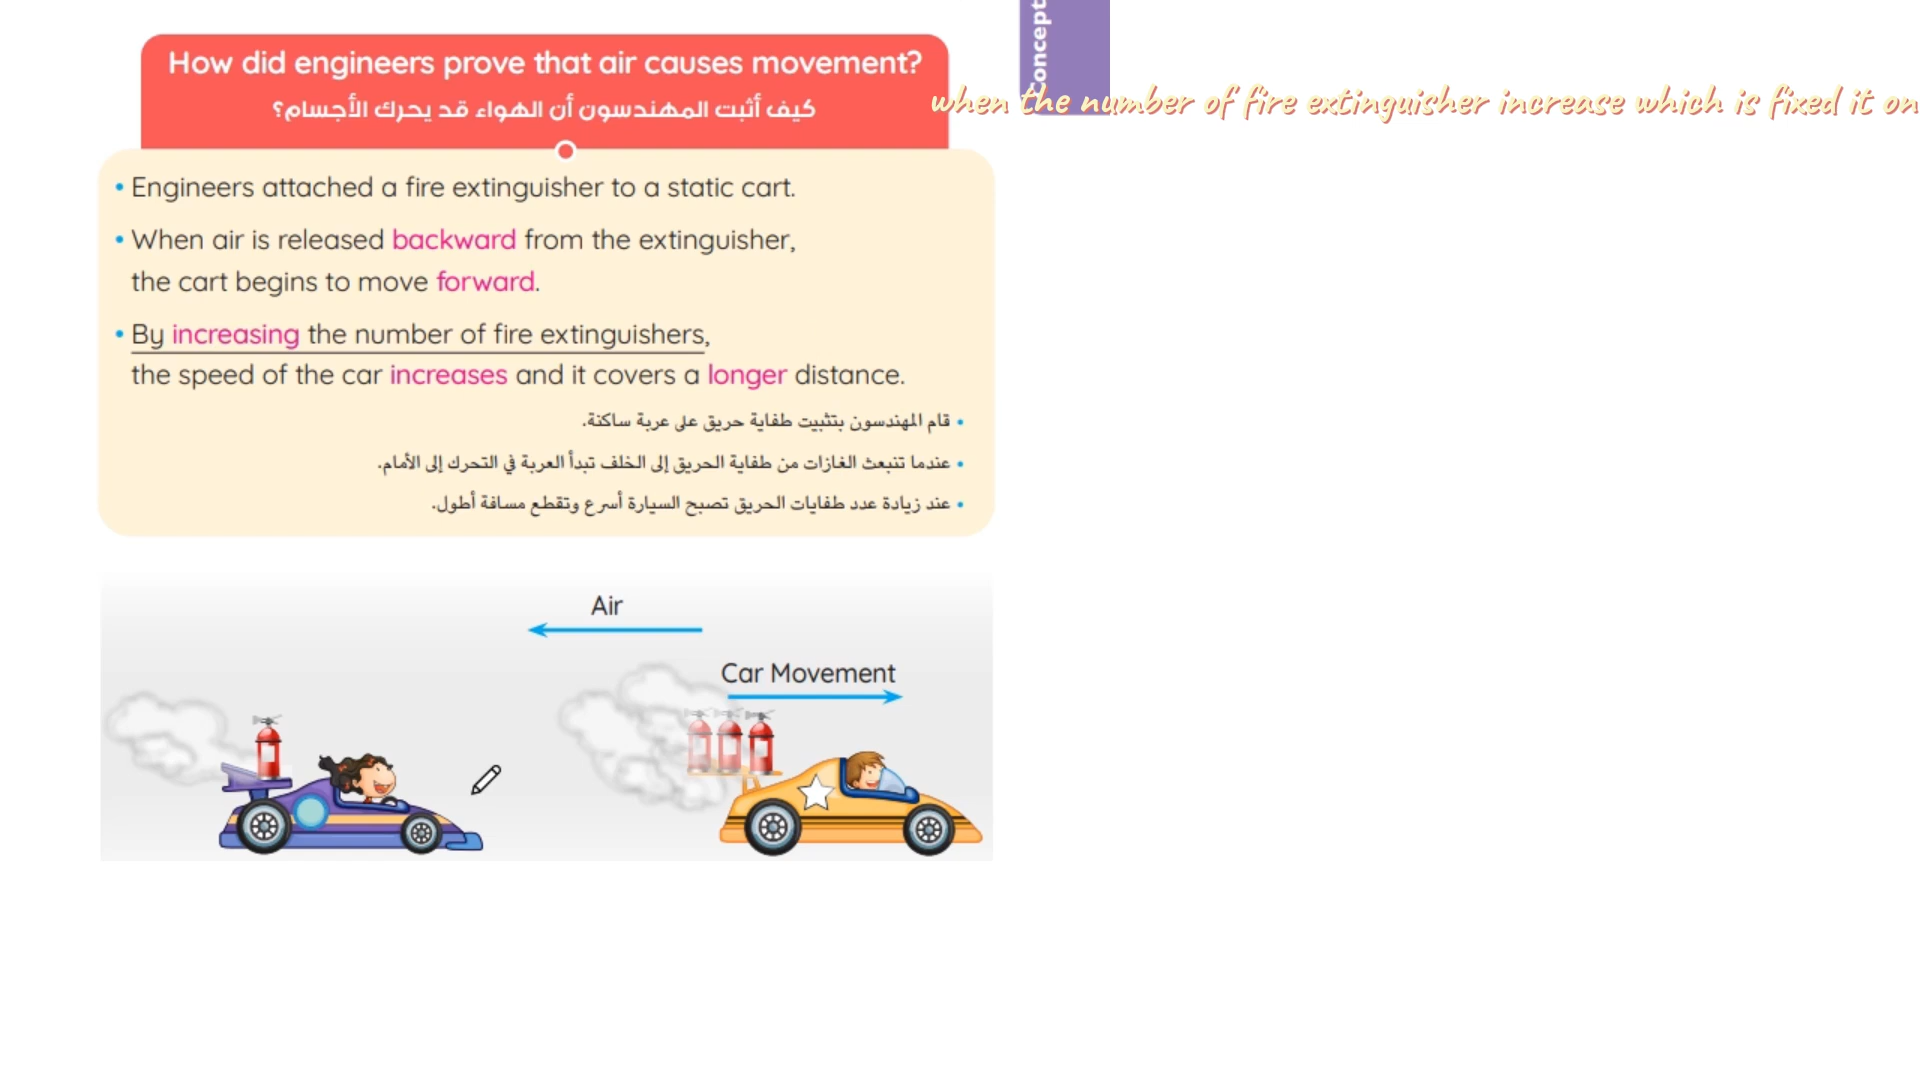 Concept
How did engineers prove that air causes movement?
كيف أثبت المهندسون أن الهواء قد يحرك الأجسام؟
when the number of fire extinguisher increase which is fixed it on
• Engineers attached a fire extinguisher to a static cart.
• When air is released backward from the extinguisher,
the cart begins to move forward.
• By increasing the number of fire extinguishers,
the speed of the car increases and it covers a longer distance.
• قام المهندسون بتثبيت طفاية حريق على عربة ساكنة.
• عندما تنبعث الغازات من طفاية الحريق إلى الخلف تبدأ العربة في التحرك إلى الأمام.
• عند زيادة عدد طفايات الحريق تصبح السيارة أسرع وتقطع مسافة أطول.
Air
Car Movement